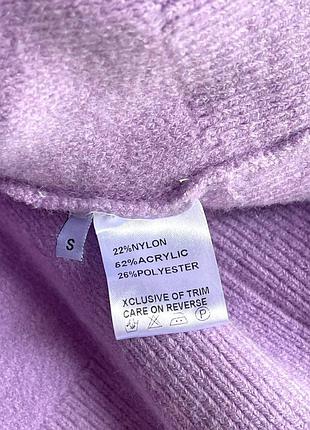 S
22%NYLON
52%ACRYLIC
26%POLYESTER
XCLUSIVE OF TRIM
CARE ON REVERSE
P